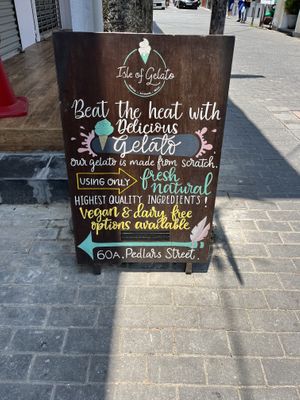 Isle of Gelato
Beat the heat with
Delicious
Gelato
our gelato is made from scratch.
USING ONLY fresh
natural
HIGHEST QUALITY INGREDIENTS!
Vegan & dairy free
options available
60A, Pedlars Street.